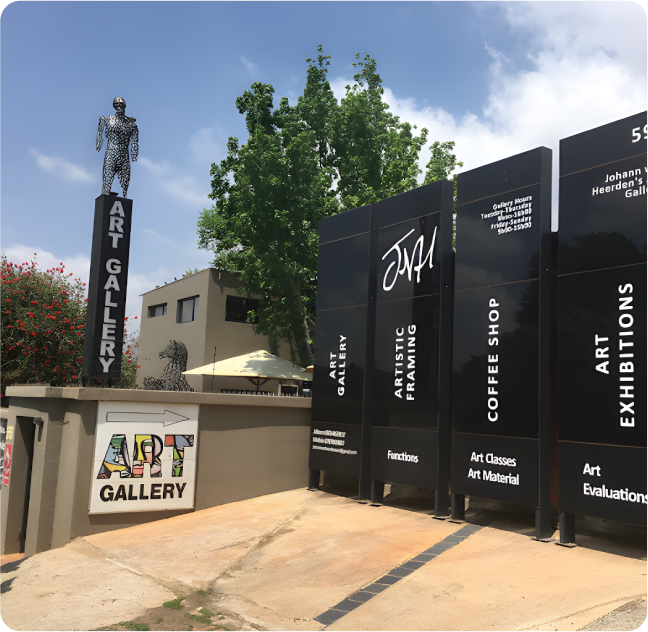 ART GALLERY
ART
GALLERY
ART
GALLERY
JVH
ARTISTIC
FRAMING
Functions
Gallery Hours
Tuesday-Thursday
Friday-Sunday
COFFEE SHOP
Art Classes
Art Material
59
Johann
Heerden's
ART
EXHIBITIONS
Art
Evaluations